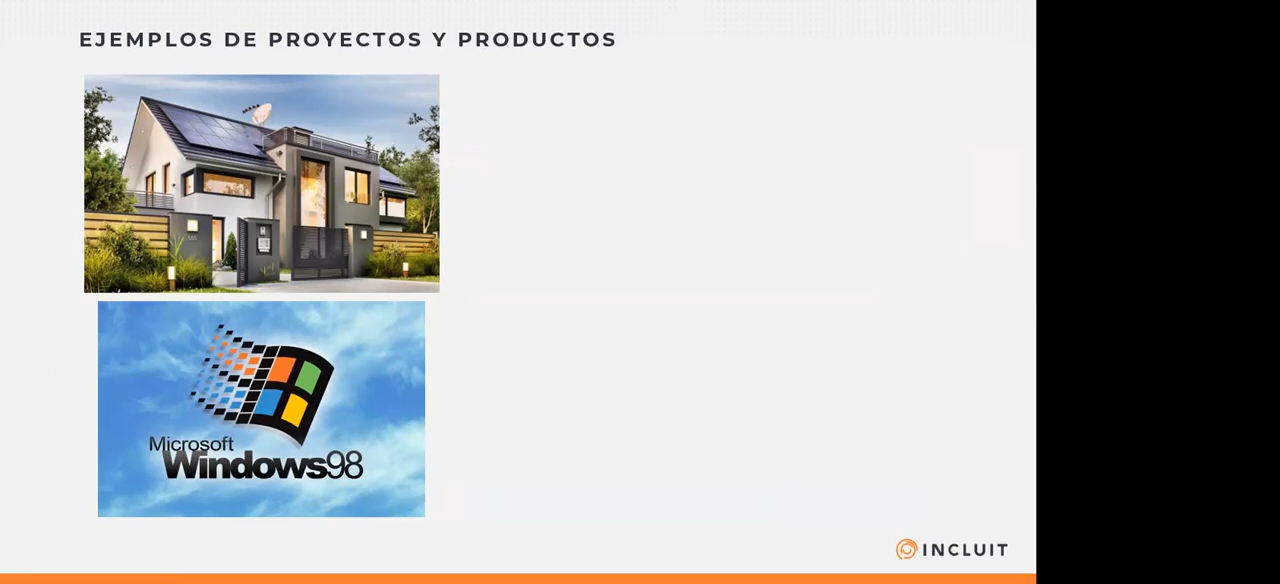 EJEMPLOS DE PROYECTOS Y PRODUCTOS
Microsoft
Windows98
INCLUIT